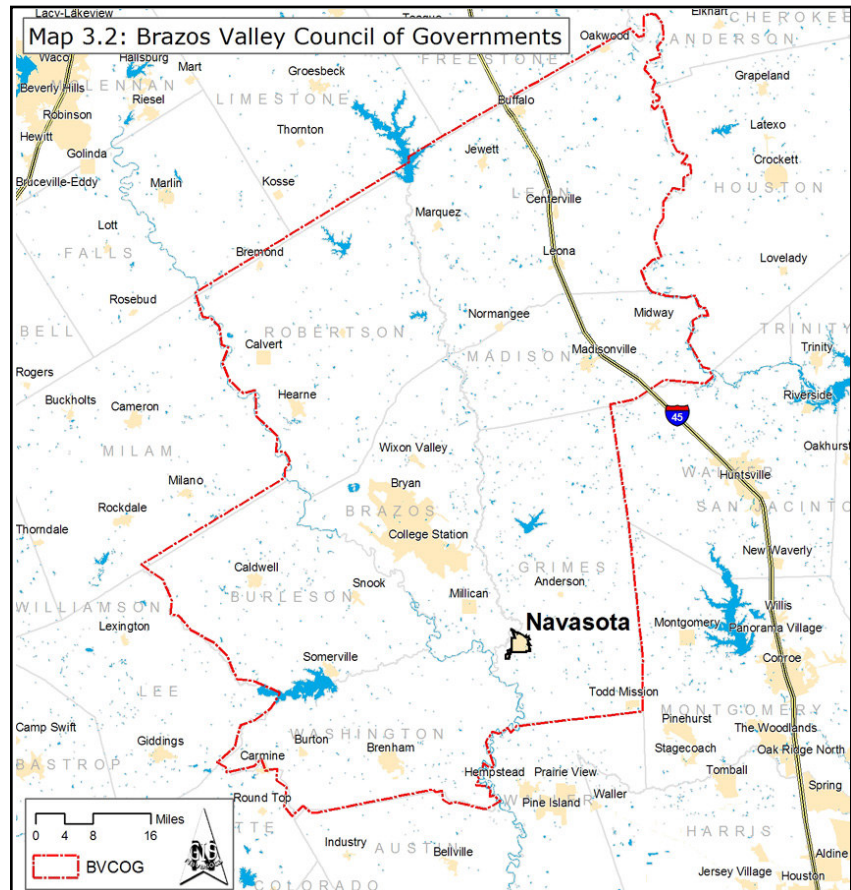 Lacy-Lakeview
Teague
Elkhart
CHEROKEE
Map 3.2: Brazos Valley Council of Governments
Oakwood
ANDERSON
FREESTONE
Waco
Hallsburg
Mart
Groesbeck
Grapeland
Beverly Hills
LENNAN
Riesel
LIMESTONE
Buffalo
Robinson
Latexo
Hewitt
Thornton
Jewett
Crockett
Golinda
Bruceville-Eddy
Marlin
Kosse
LEON
HOUSTON
Centerville
Marquez
Lott
FALLS
Bremond
Leona
Lovelady
Rosebud
Normangee
Midway
BELL
ROBERTSON
TRINITY
Calvert
MADISON
Madisonville
Trinity
Rogers
Buckholts
Hearne
Riverside
Cameron
45
MILAM
Wixon Valley
Oakhurst
Milano
Bryan
WALKER
Huntsville
Rockdale
BRAZOS
SAN JACINTO
Thorndale
College Station
New Waverly
Caldwell
GRIMES
Anderson
BURLESON
Snook
Millican
WILLIAMSON
Willis
Lexington
Navasota
Montgomery
Panorama Village
Somerville
Conroe
LEE
Todd Mission
MONTGOMERY
Camp Swift
WASHINGTON
Pinehurst
The Woodlands
Giddings
Burton
Stagecoach
Oak Ridge North
BASTROP
Carmine
Brenham
Hempstead
Prairie View
Tomball
Spring
Round Top
WALLER
Waller
Pine Island
Miles
0 4 8 16
TTE
Industry
HARRIS
BVCOG
GIS
AUSTIN
Aldine
Bellville
Jersey Village
Houston
COLORADO